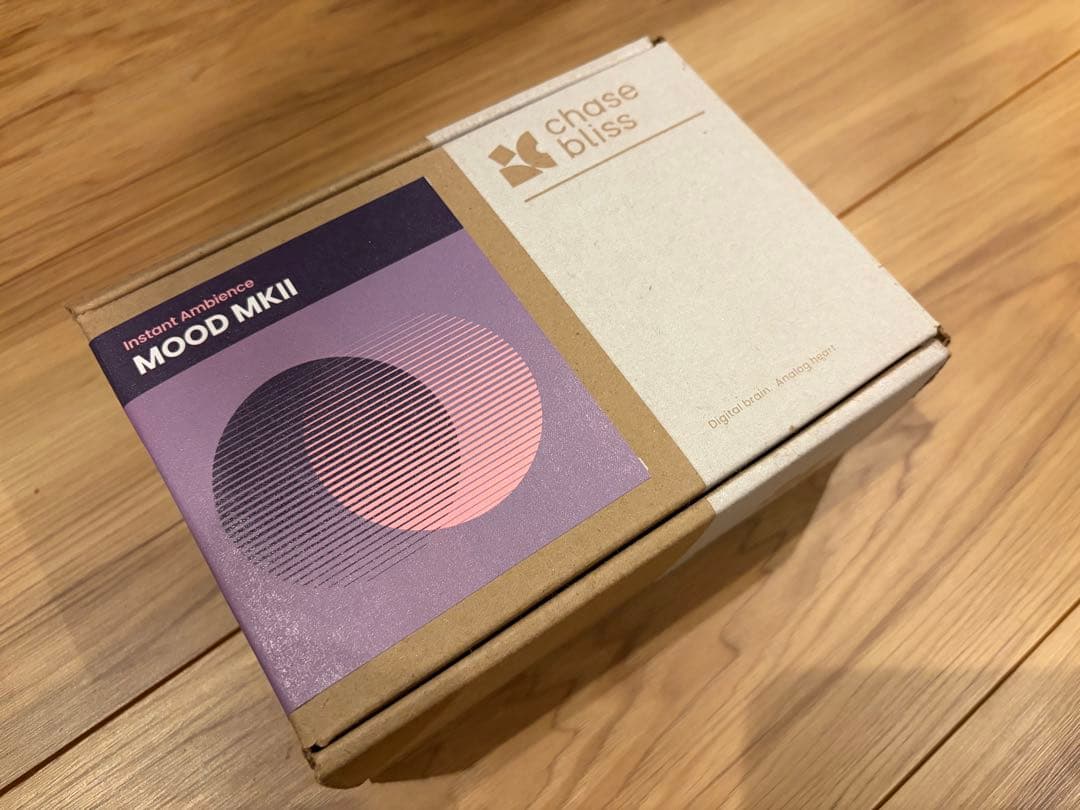 Instant Ambience
MOOD MKII
chase
bliss
Digital brain. Analog heart.